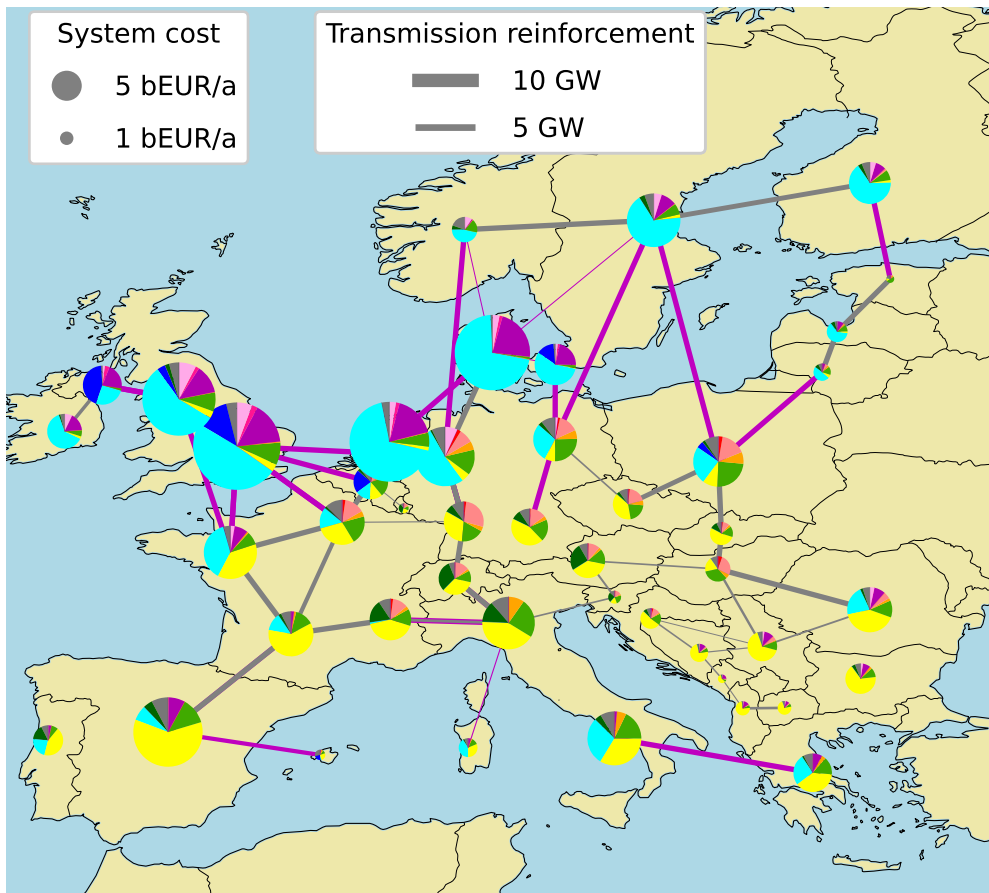 System cost
5 bEUR/a
1 bEUR/a
Transmission reinforcement
10 GW
5 GW